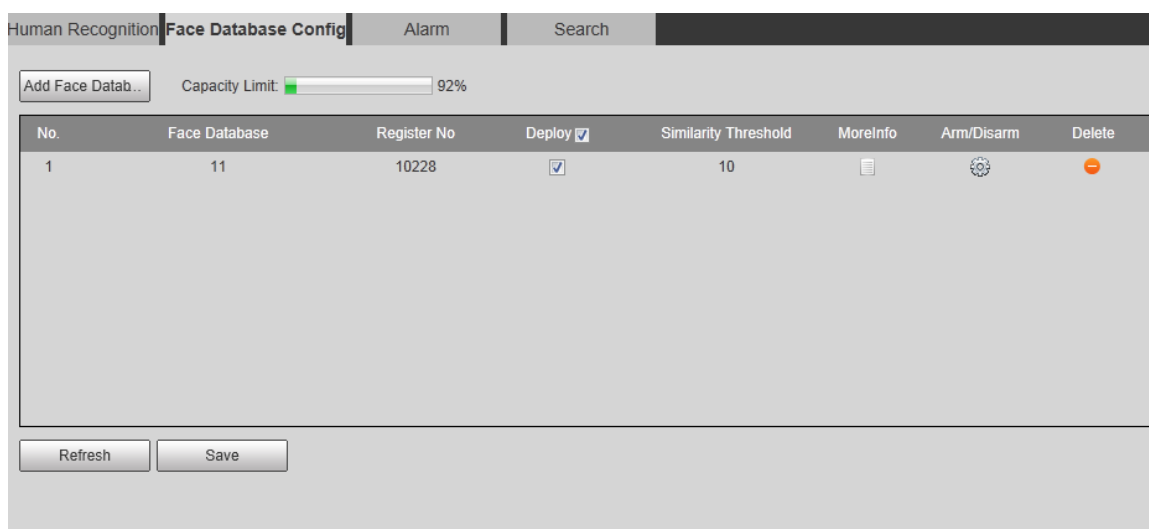 Human Recognition Face Database Config Alarm Search
Add Face Datab... Capacity Limit: 92%
No. Face Database Register No Deploy Similarity Threshold MoreInfo Arm/Disarm Delete
1 11 10228 10
Refresh Save